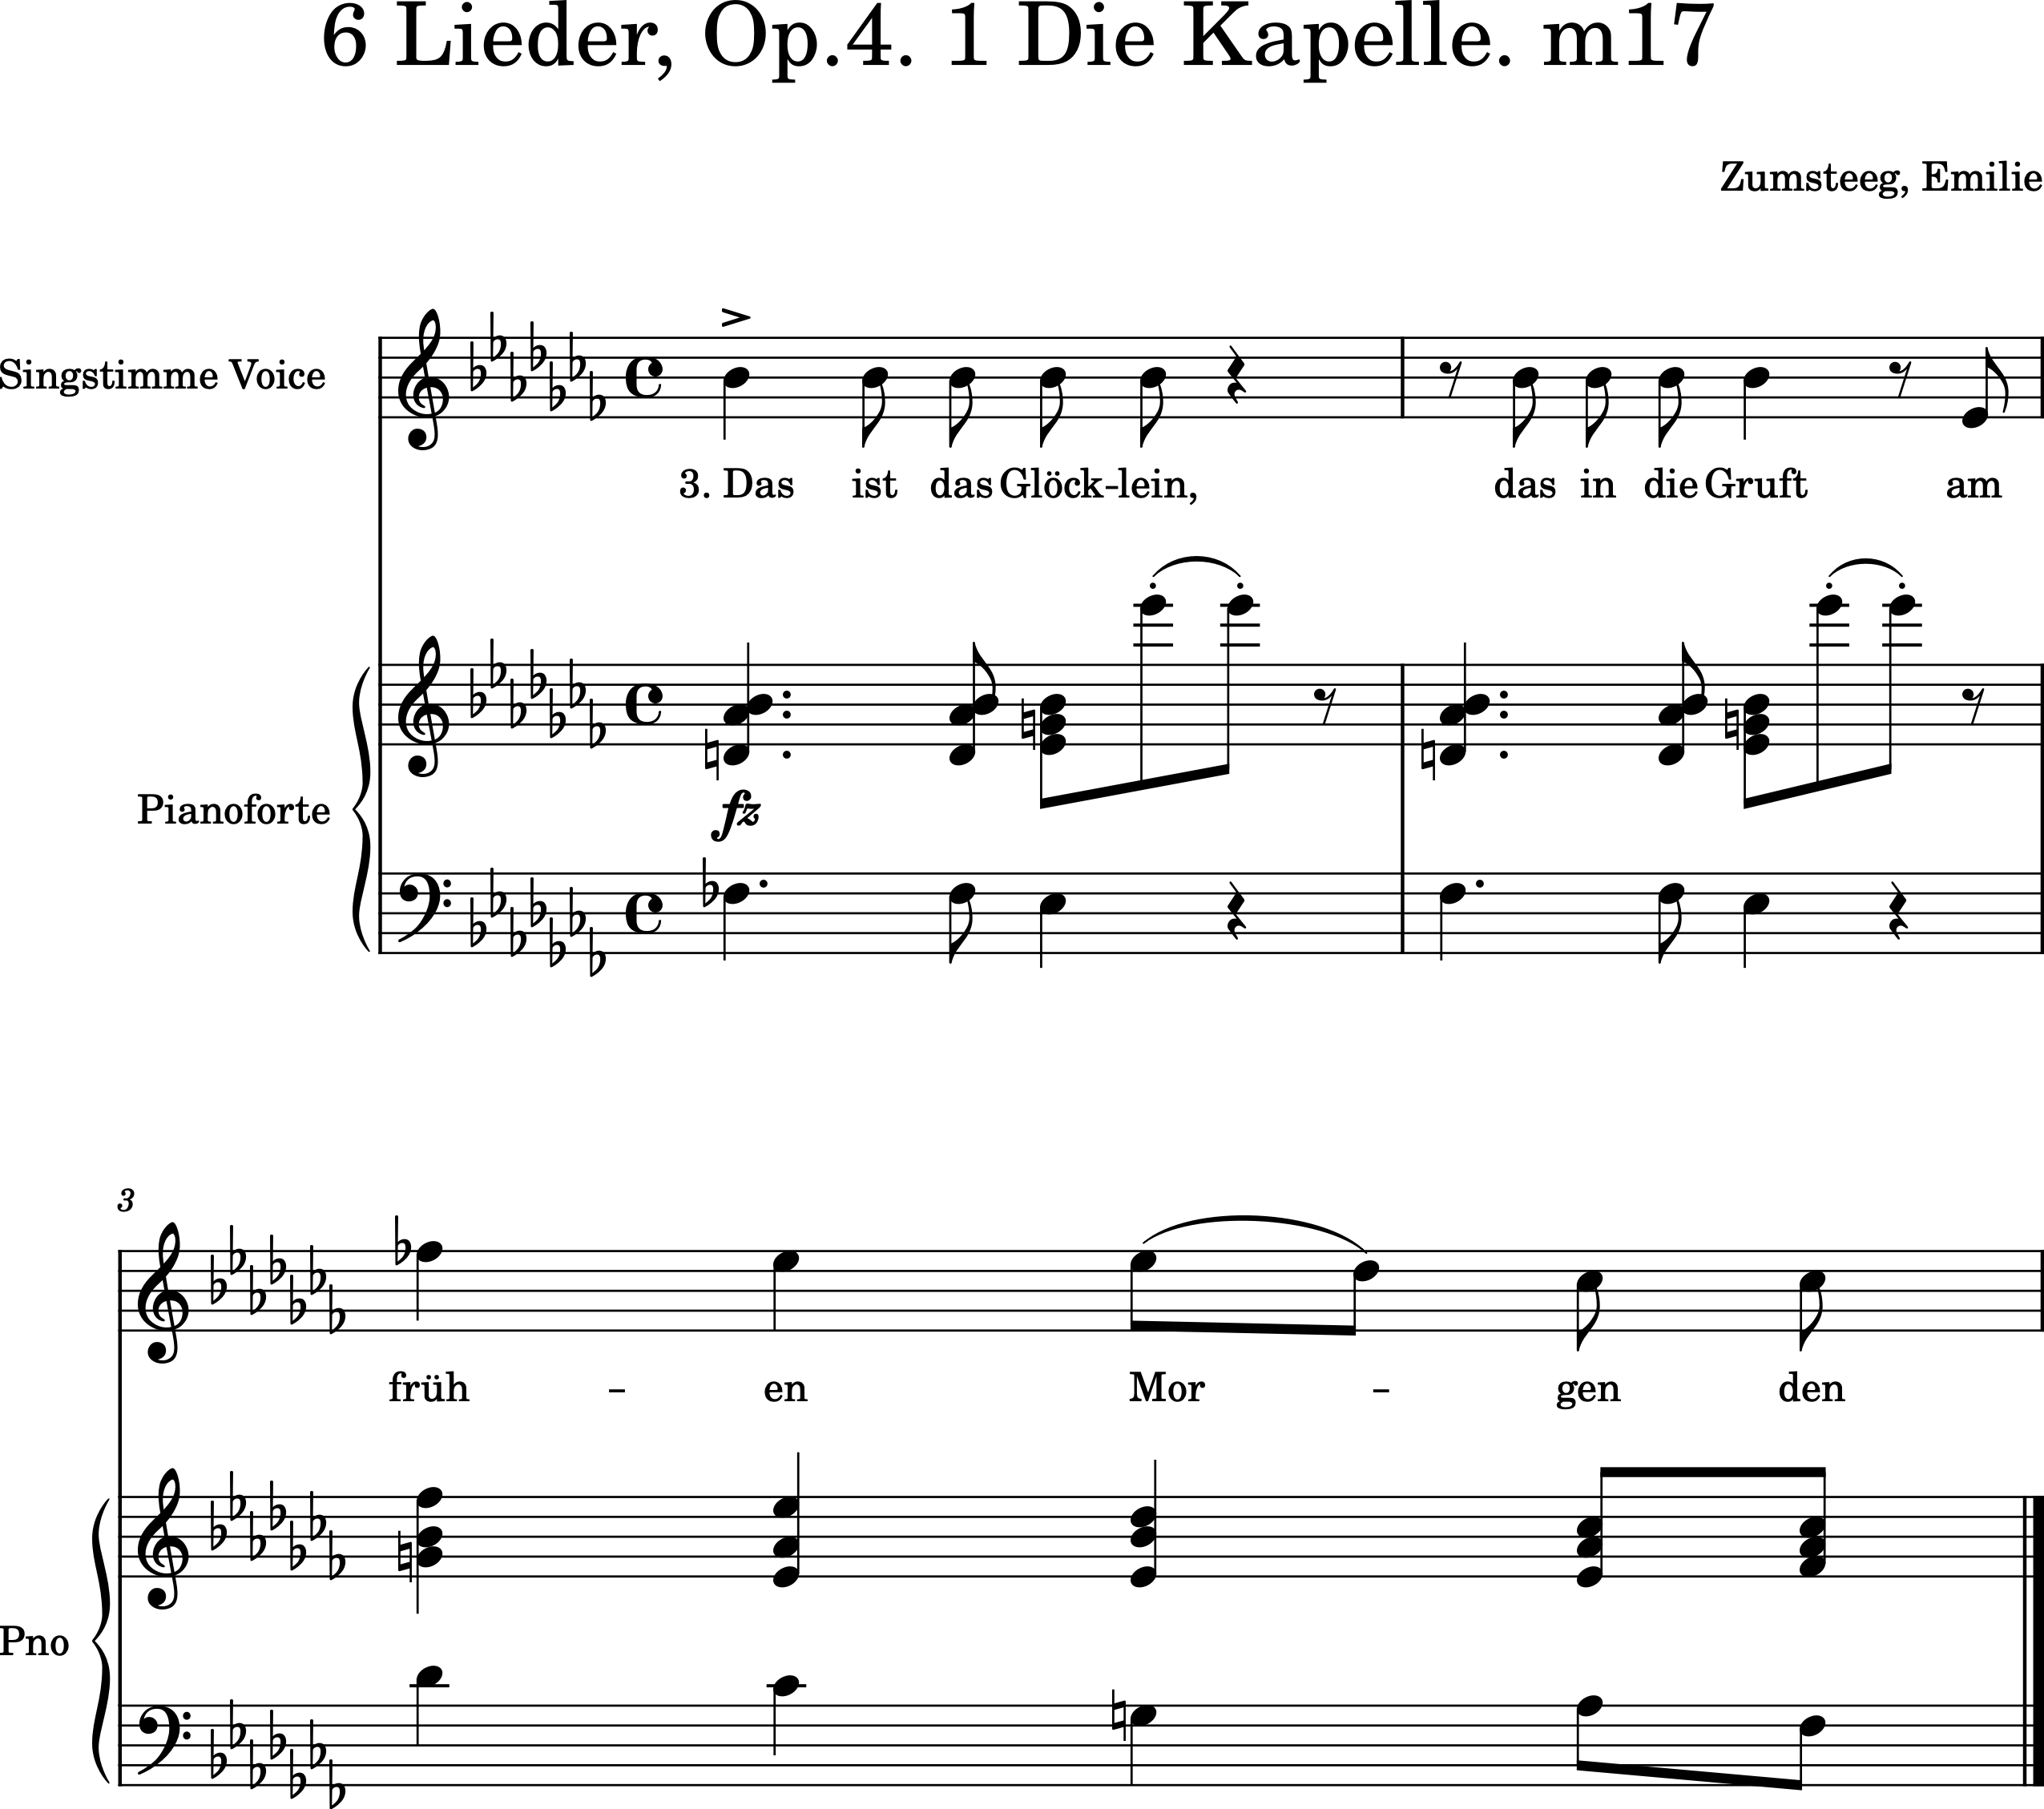 6 Lieder, Op.4. 1 Die Kapelle. m17
Zumsteeg, Emilie
Singstimme Voice
3. Das ist das Glöck-lein, das in die Gruft am
Pianoforte
fz
3
früh - en Mor - gen den
Pno